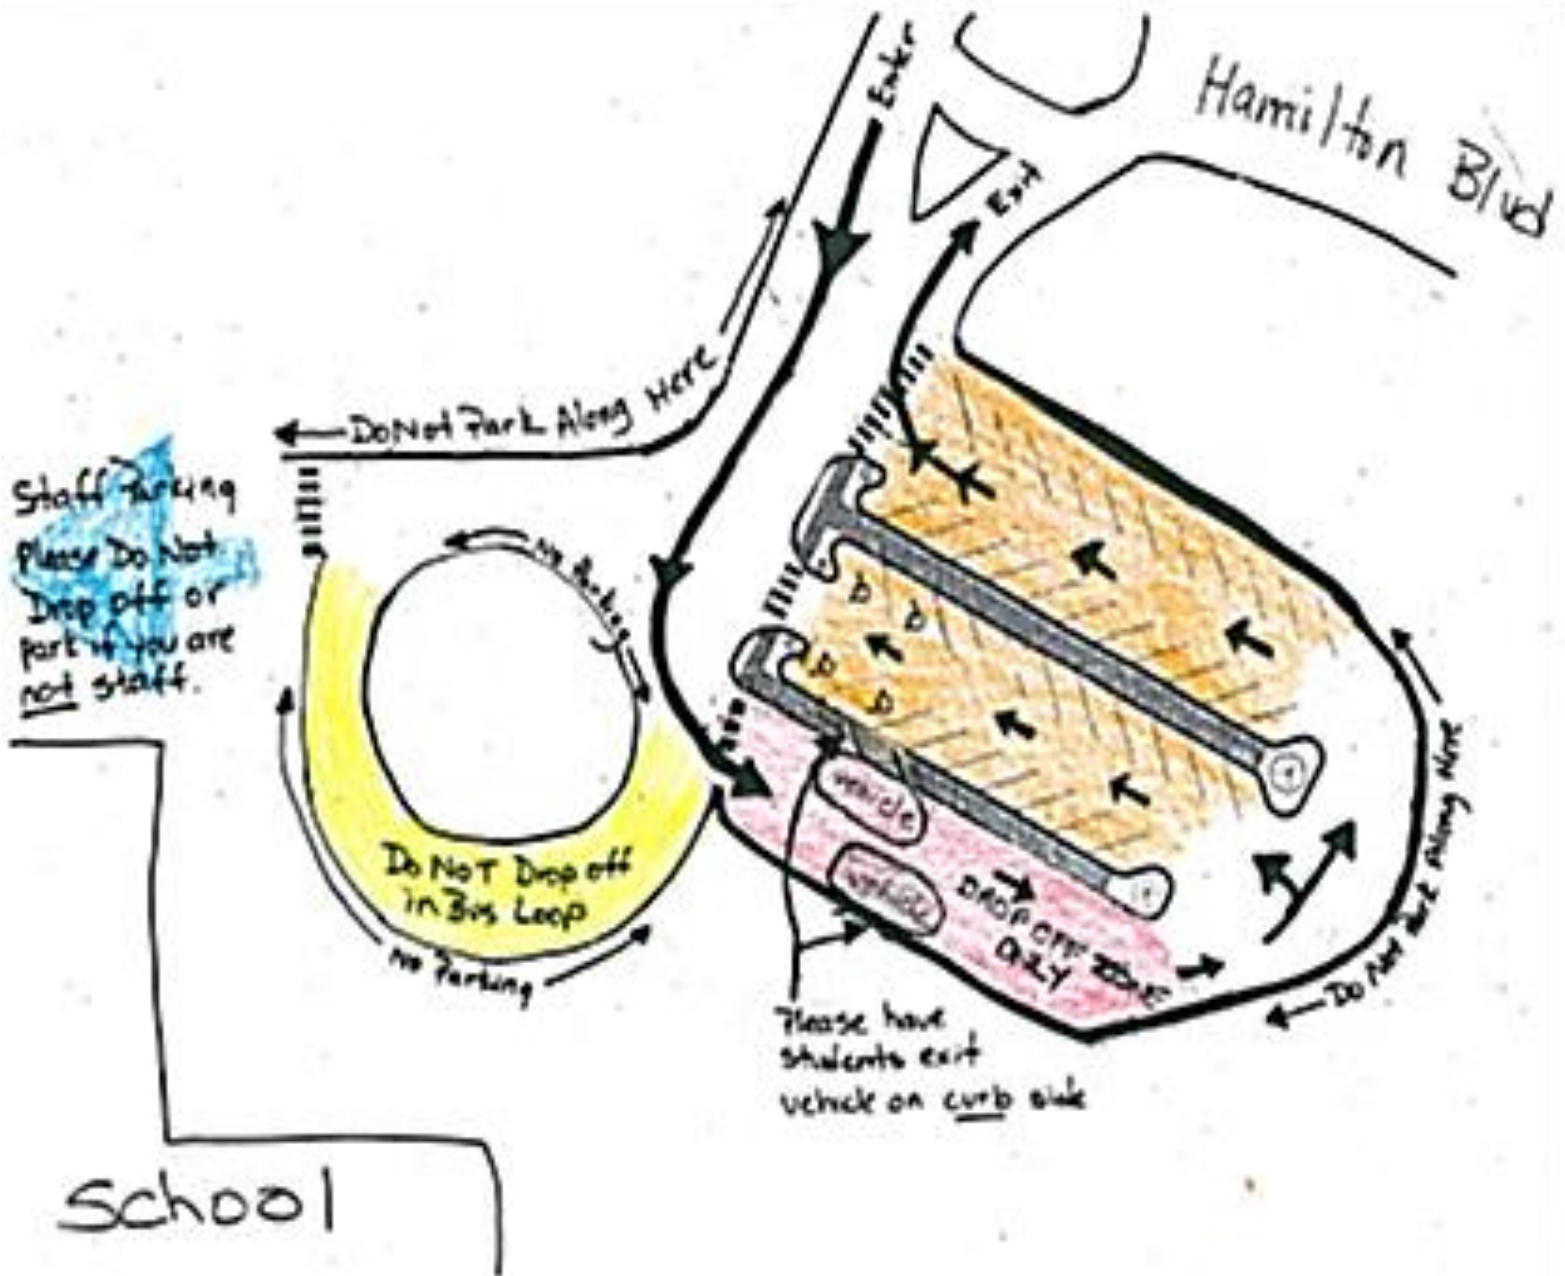 Enter
Hamilton Blvd
Exit
Do Not Park Along Here
Staff Parking
Please Do Not
Drop off or
park if you are
not staff.
No Parking
D
D
D
D
vehicle
vehicle
DROP OFF ZONE
ONLY
Do NOT Drop off
in Bus Loop
No Parking
Do Not Park Along Here
Please have
students exit
vehicle on curb side
School